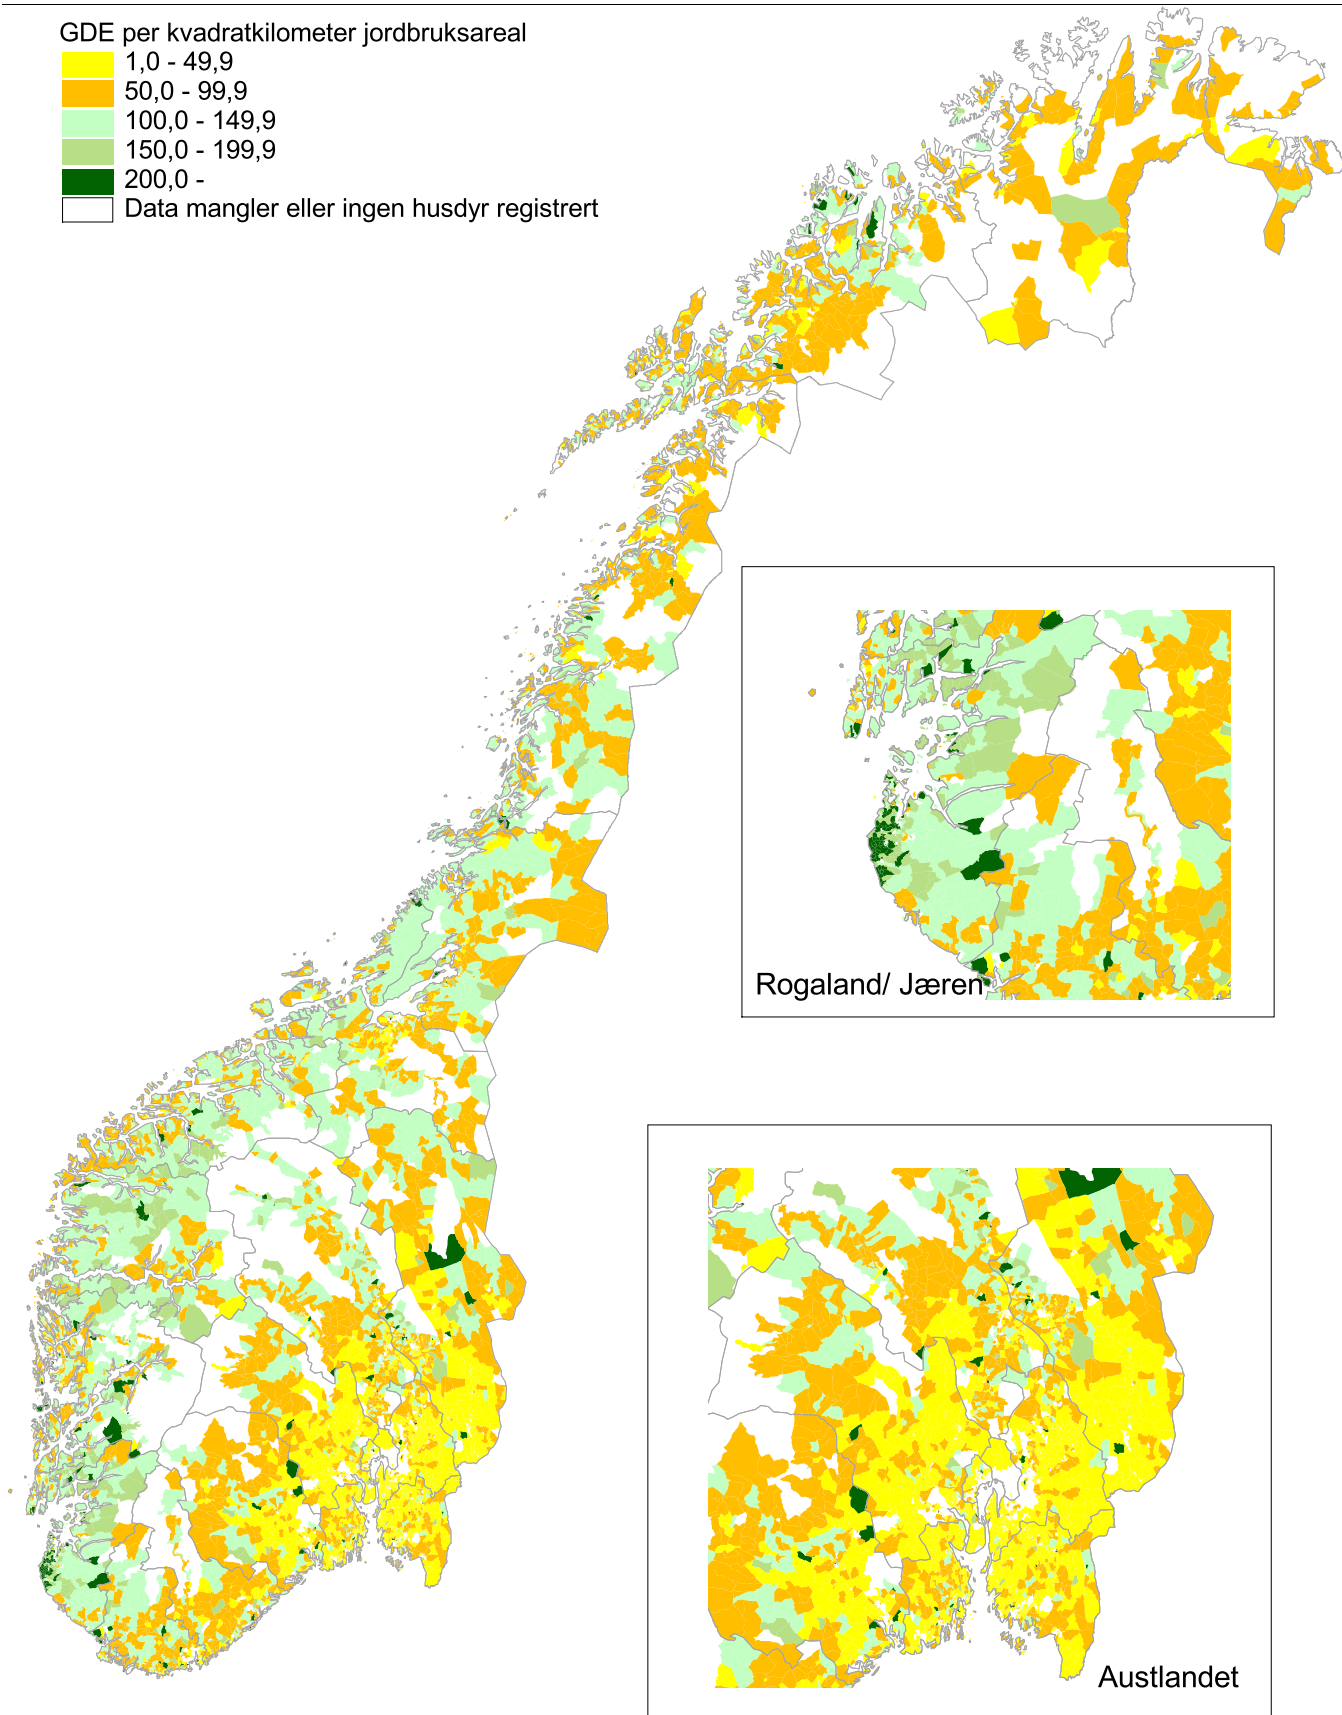 GDE per kvadratkilometer jordbruksareal
1,0 - 49,9
50,0 - 99,9
100,0 - 149,9
150,0 - 199,9
200,0 -
Data mangler eller ingen husdyr registrert
Rogaland/ Jæren
Austlandet